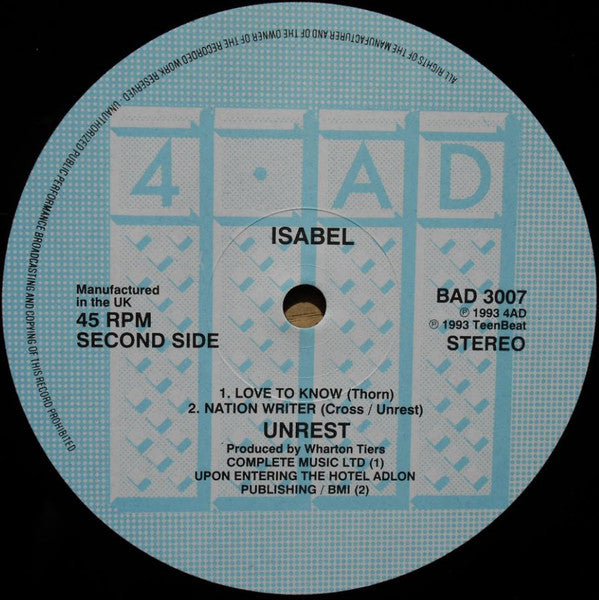 ALL RIGHTS OF THE MANUFACTURER AND OF THE OWNER OF THE RECORDED WORK RESERVED · UNAUTHORIZED PUBLIC PERFORMANCE BROADCASTING AND COPYING OF THIS RECORD PROHIBITED
4 · AD
ISABEL
Manufactured
in the UK
45 RPM
SECOND SIDE
BAD 3007
℗ 1993 4AD
℗ 1993 TeenBeat
STEREO
1. LOVE TO KNOW (Thorn)
2. NATION WRITER (Cross / Unrest)
UNREST
Produced by Wharton Tiers
COMPLETE MUSIC LTD (1)
UPON ENTERING THE HOTEL ADLON
PUBLISHING / BMI (2)